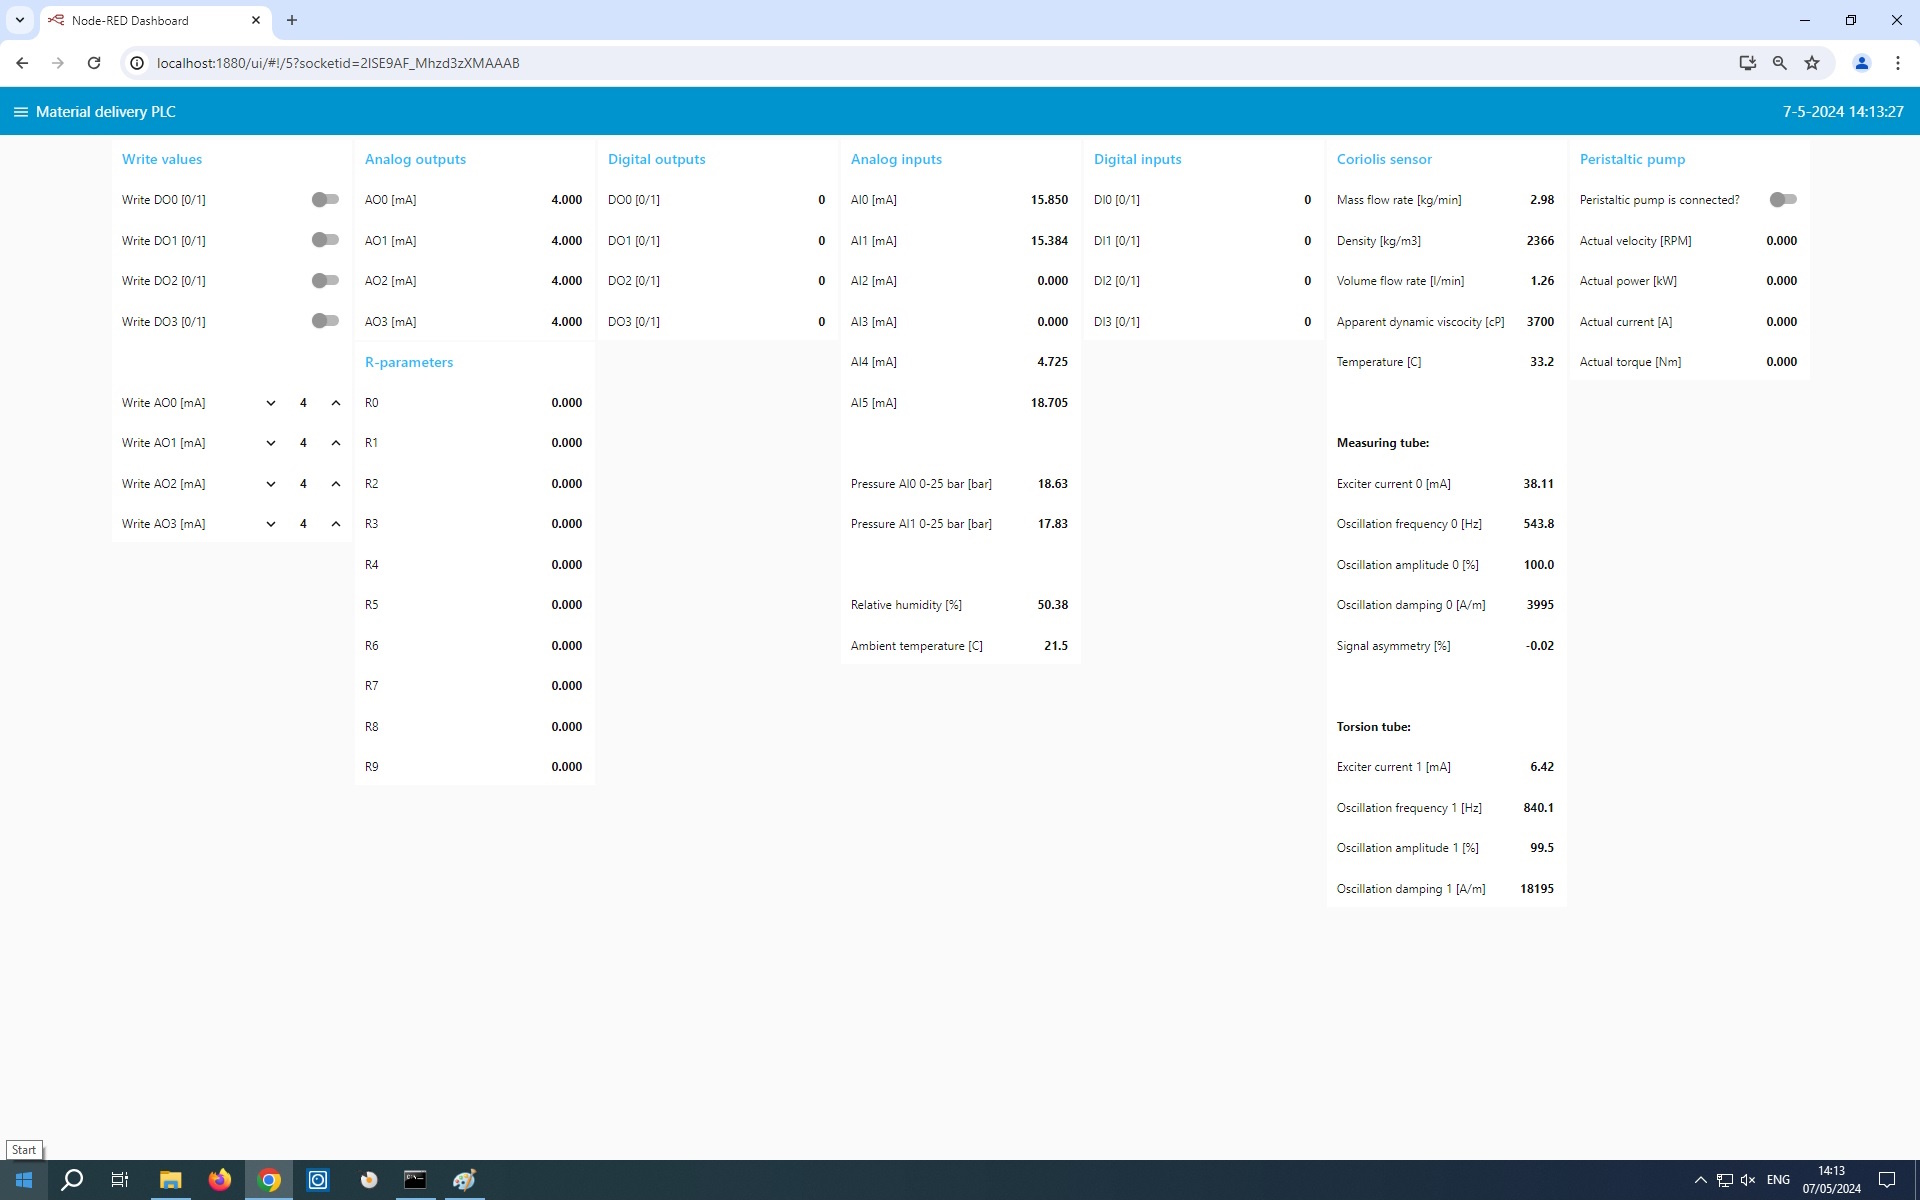 Node-RED Dashboard
localhost:1880/ui/#!/5?socketid=2ISE9AF_Mhzd3zXMAAAB
Material delivery PLC
7-5-2024 14:13:27
Write values
Write DO0 [0/1]
Write DO1 [0/1]
Write DO2 [0/1]
Write DO3 [0/1]
Write AO0 [mA] 4
Write AO1 [mA] 4
Write AO2 [mA] 4
Write AO3 [mA] 4
Analog outputs
AO0 [mA] 4.000
AO1 [mA] 4.000
AO2 [mA] 4.000
AO3 [mA] 4.000
R-parameters
R0 0.000
R1 0.000
R2 0.000
R3 0.000
R4 0.000
R5 0.000
R6 0.000
R7 0.000
R8 0.000
R9 0.000
Digital outputs
DO0 [0/1] 0
DO1 [0/1] 0
DO2 [0/1] 0
DO3 [0/1] 0
Analog inputs
AI0 [mA] 15.850
AI1 [mA] 15.384
AI2 [mA] 0.000
AI3 [mA] 0.000
AI4 [mA] 4.725
AI5 [mA] 18.705
Pressure AI0 0-25 bar [bar] 18.63
Pressure AI1 0-25 bar [bar] 17.83
Relative humidity [%] 50.38
Ambient temperature [C] 21.5
Digital inputs
DI0 [0/1] 0
DI1 [0/1] 0
DI2 [0/1] 0
DI3 [0/1] 0
Coriolis sensor
Mass flow rate [kg/min] 2.98
Density [kg/m3] 2366
Volume flow rate [l/min] 1.26
Apparent dynamic viscocity [cP] 3700
Temperature [C] 33.2
Measuring tube:
Exciter current 0 [mA] 38.11
Oscillation frequency 0 [Hz] 543.8
Oscillation amplitude 0 [%] 100.0
Oscillation damping 0 [A/m] 3995
Signal asymmetry [%] -0.02
Torsion tube:
Exciter current 1 [mA] 6.42
Oscillation frequency 1 [Hz] 840.1
Oscillation amplitude 1 [%] 99.5
Oscillation damping 1 [A/m] 18195
Peristaltic pump
Peristaltic pump is connected?
Actual velocity [RPM] 0.000
Actual power [kW] 0.000
Actual current [A] 0.000
Actual torque [Nm] 0.000
Start
ENG
14:13
07/05/2024